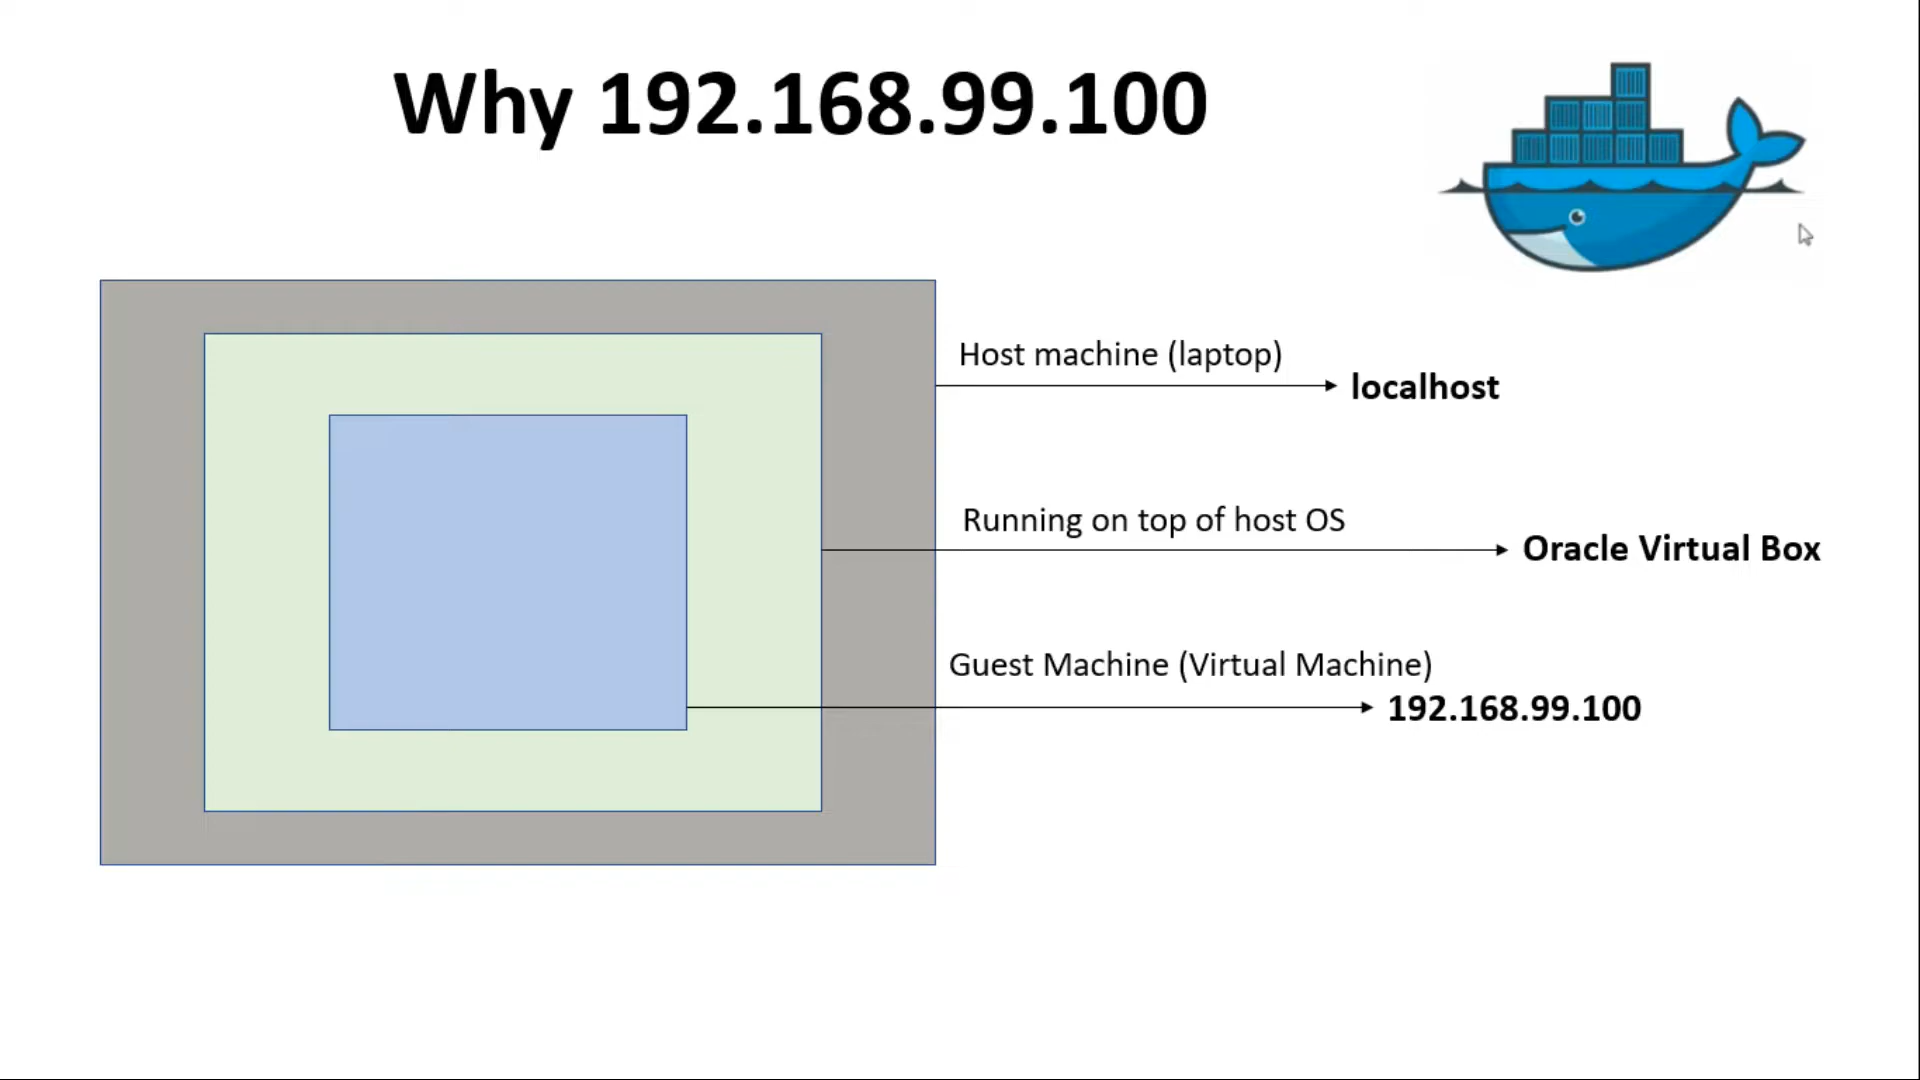 Why 192.168.99.100
Host machine (laptop)
localhost
Running on top of host OS
Oracle Virtual Box
Guest Machine (Virtual Machine)
192.168.99.100